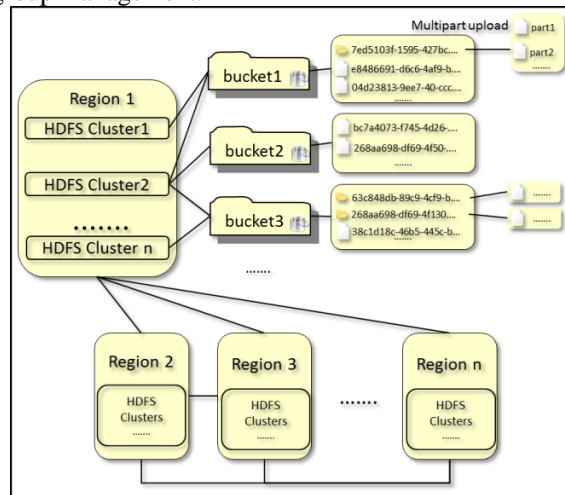 Multipart upload
part1
part2
.......
7ed5103f-1595-427bc....
e8486691-d6c6-4af9-b....
04d23813-9ee7-40-ccc....
.......
bucket1
Region 1
HDFS Cluster1
HDFS Cluster2
.......
HDFS Cluster n
bucket2
bc7a4073-f745-4d26-....
268aa698-df69-4f50-....
.......
bucket3
63c848db-89c9-4cf9-b....
268aa698-df69-4f130....
38c1d18c-46b5-445c-b...
.......
.......
.......
.......
Region 2
HDFS
Clusters
.......
Region 3
HDFS
Clusters
.......
.......
Region n
HDFS
Clusters
.......